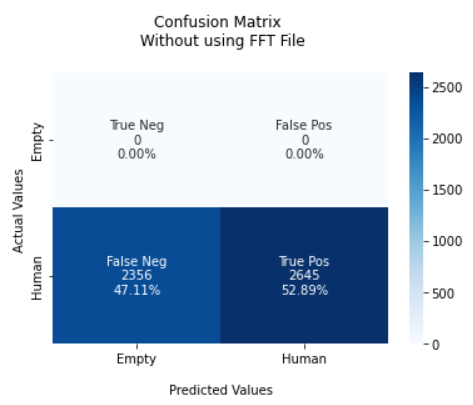 Confusion Matrix
Without using FFT File
True Neg
0
0.00%
False Pos
0
0.00%
False Neg
2356
47.11%
True Pos
2645
52.89%
Empty
Human
Actual Values
Empty
Human
Predicted Values
2500
2000
1500
1000
500
0